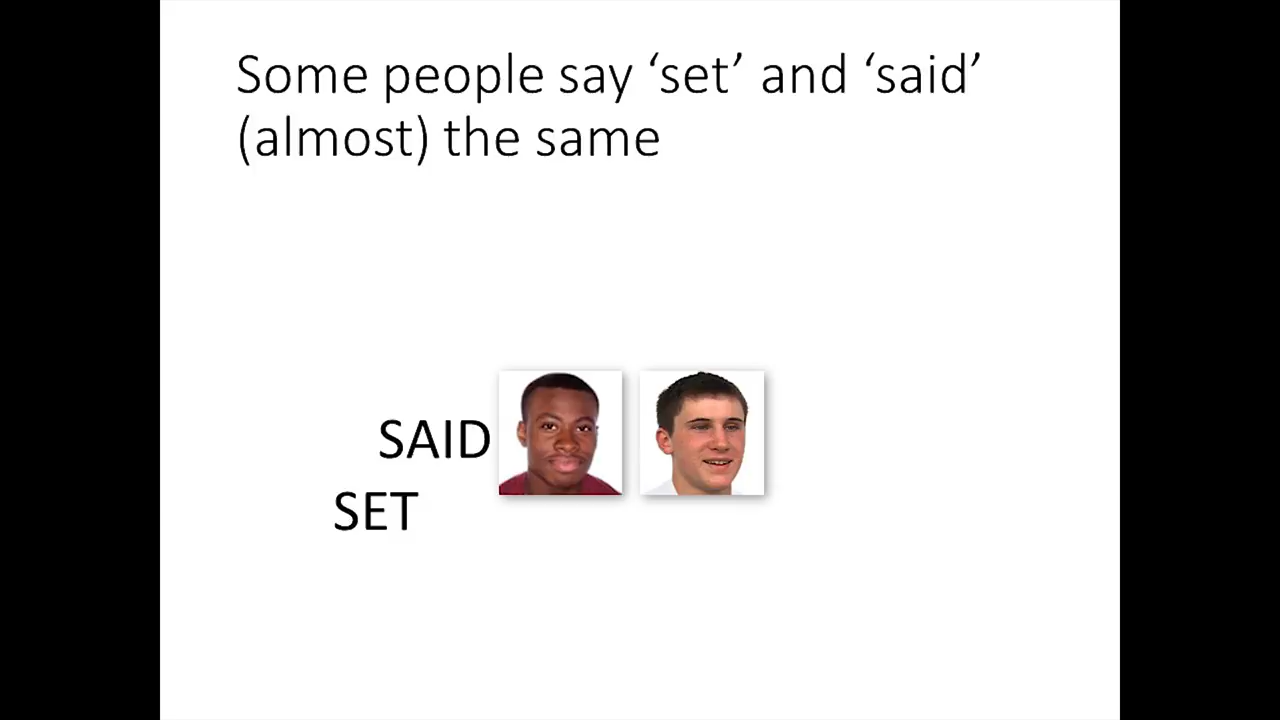 Some people say ‘set’ and ‘said’
(almost) the same
SAID
SET